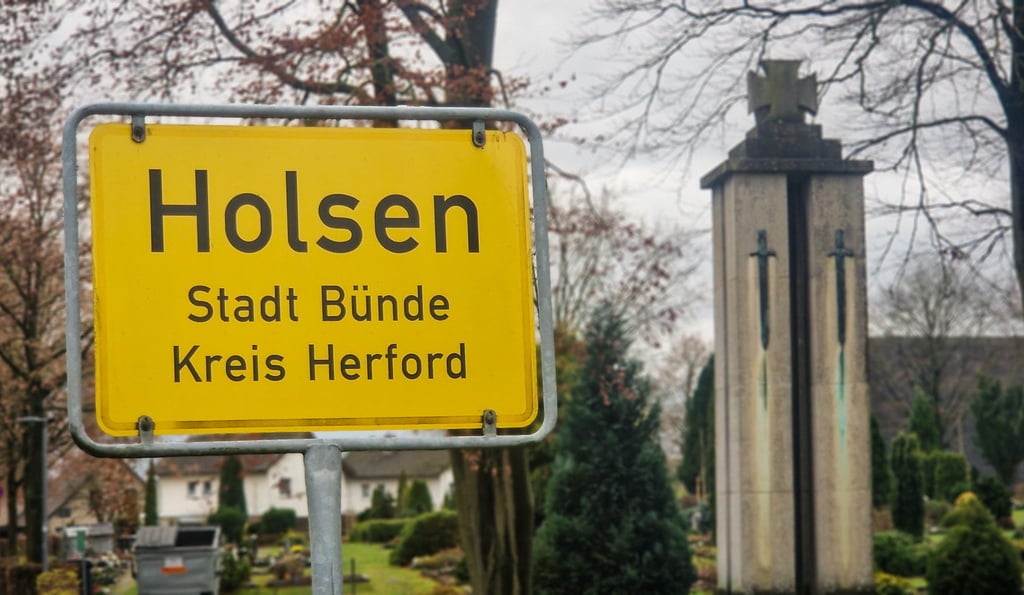 Holsen
Stadt Bünde
Kreis Herford